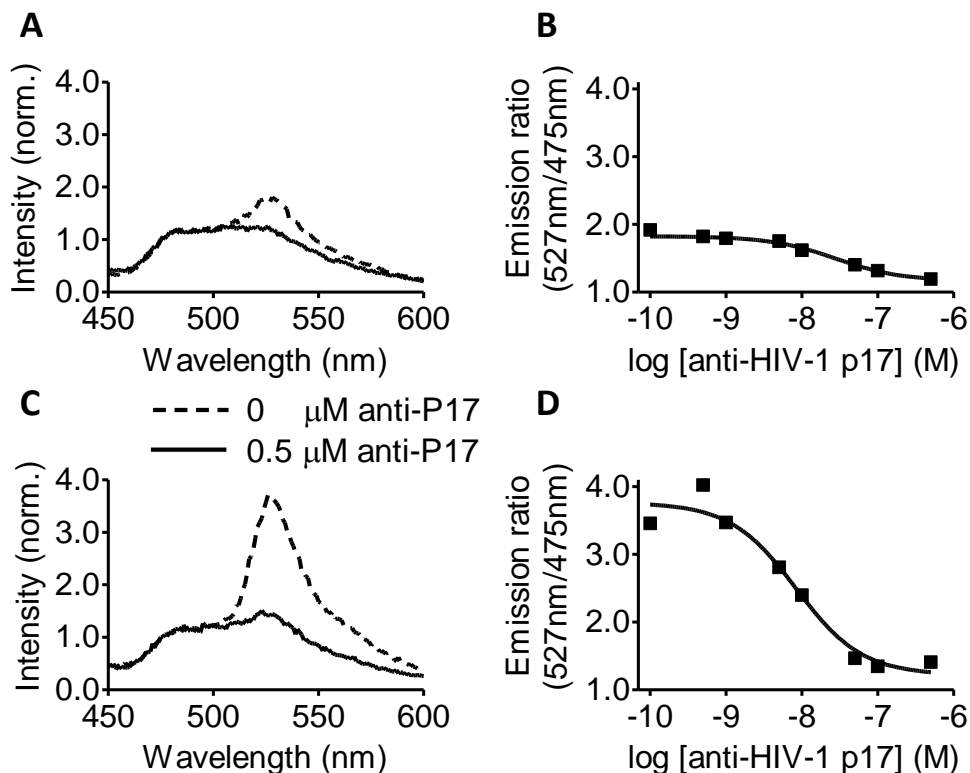 A
B
4.0
3.0
2.0
1.0
0.0
Intensity (norm.)
450 500 550 600
Wavelength (nm)
4.0
3.0
2.0
1.0
Emission ratio
(527nm/475nm)
-10 -9 -8 -7 -6
log [anti-HIV-1 p17] (M)
C
0 μM anti-P17
0.5 μM anti-P17
D
4.0
3.0
2.0
1.0
0.0
Intensity (norm.)
450 500 550 600
Wavelength (nm)
4.0
3.0
2.0
1.0
Emission ratio
(527nm/475nm)
-10 -9 -8 -7 -6
log [anti-HIV-1 p17] (M)